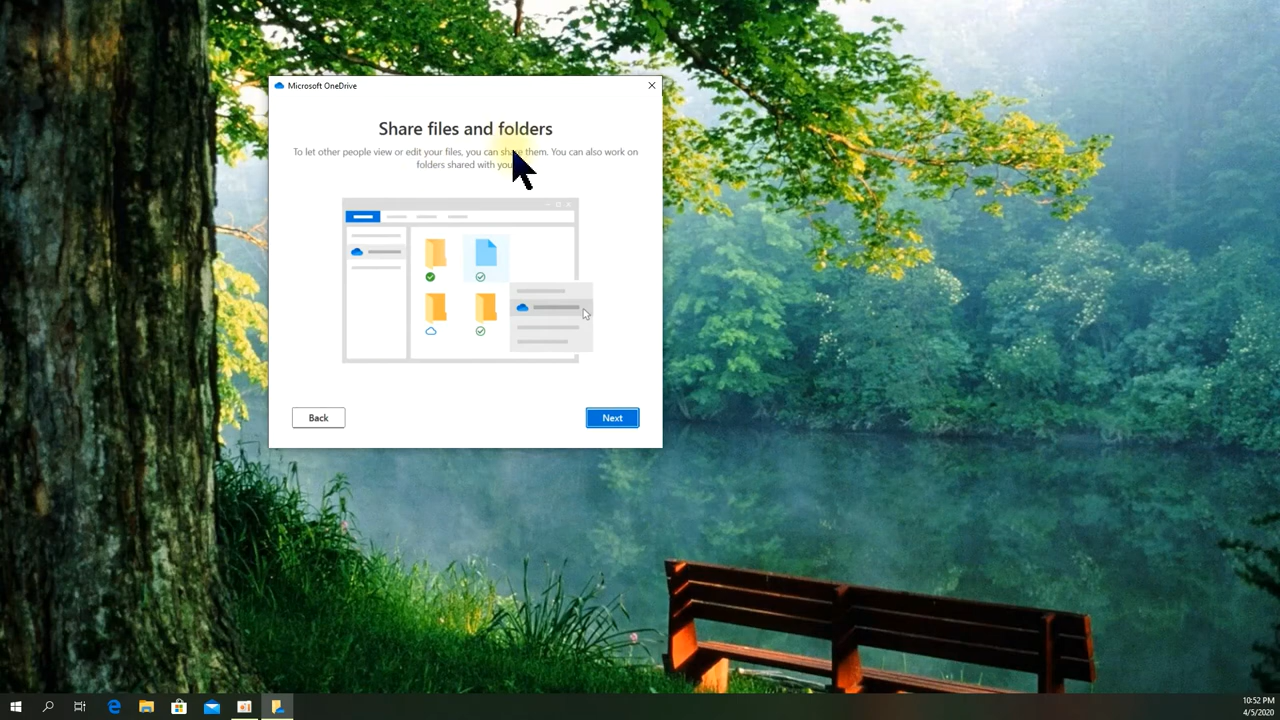 Microsoft OneDrive
Share files and folders
To let other people view or edit your files, you can share them. You can also work on
folders shared with you.
Back
Next
10:52 PM
4/5/2020